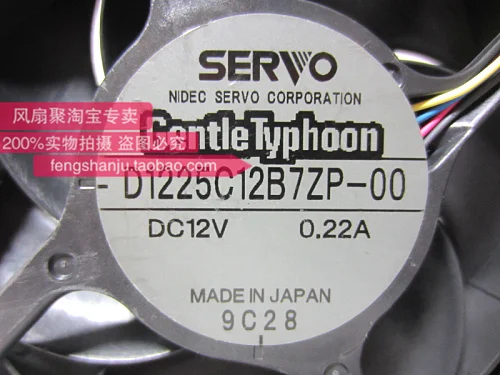 SERVO
NIDEC SERVO CORPORATION
风扇聚淘宝专卖
GentleTyphoon
200%实物拍摄 盗图必究
fengshanju.taobao.com
D1225C12B7ZP-00
DC12V 0.22A
MADE IN JAPAN
9C28